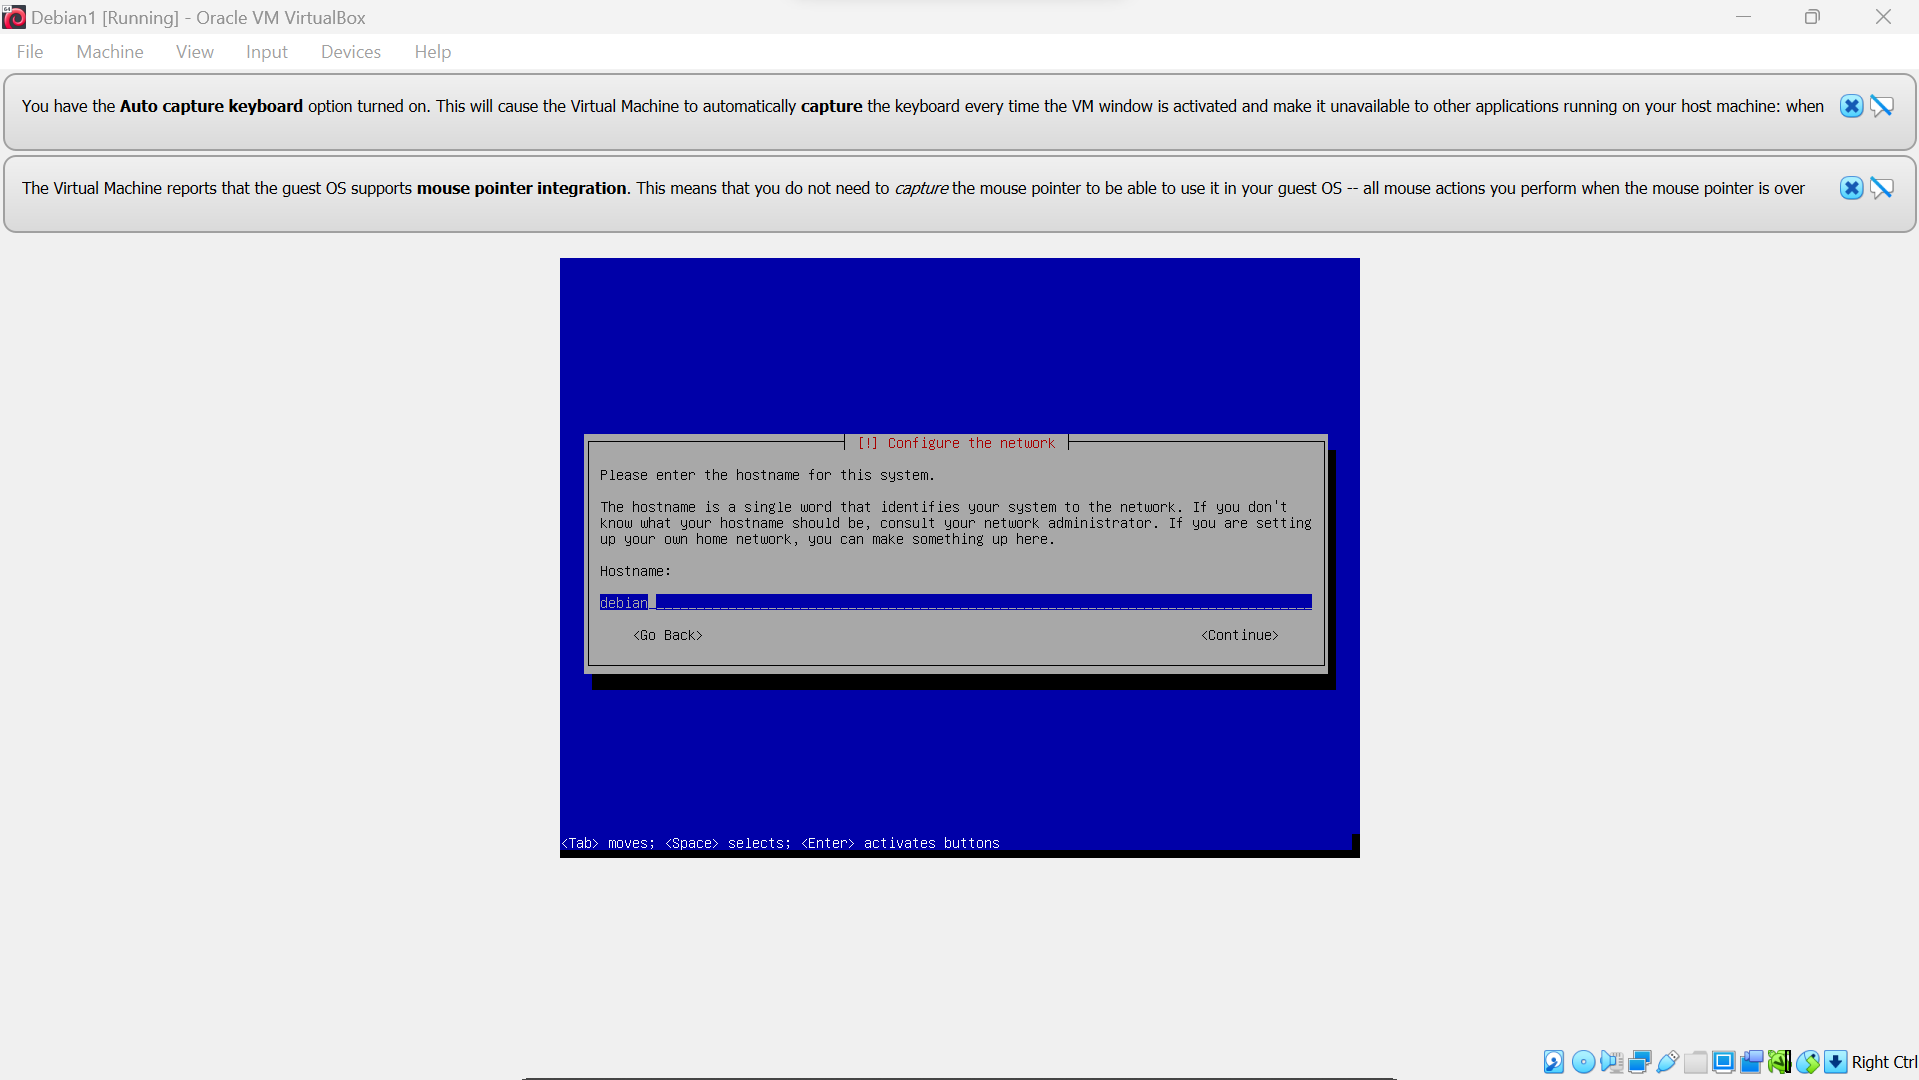 Debian1 [Running] - Oracle VM VirtualBox
File Machine View Input Devices Help
You have the Auto capture keyboard option turned on. This will cause the Virtual Machine to automatically capture the keyboard every time the VM window is activated and make it unavailable to other applications running on your host machine: when
The Virtual Machine reports that the guest OS supports mouse pointer integration. This means that you do not need to capture the mouse pointer to be able to use it in your guest OS -- all mouse actions you perform when the mouse pointer is over
[!] Configure the network
Please enter the hostname for this system.
The hostname is a single word that identifies your system to the network. If you don't
know what your hostname should be, consult your network administrator. If you are setting
up your own home network, you can make something up here.
Hostname:
debian
<Go Back> <Continue>
<Tab> moves; <Space> selects; <Enter> activates buttons
Right Ctrl